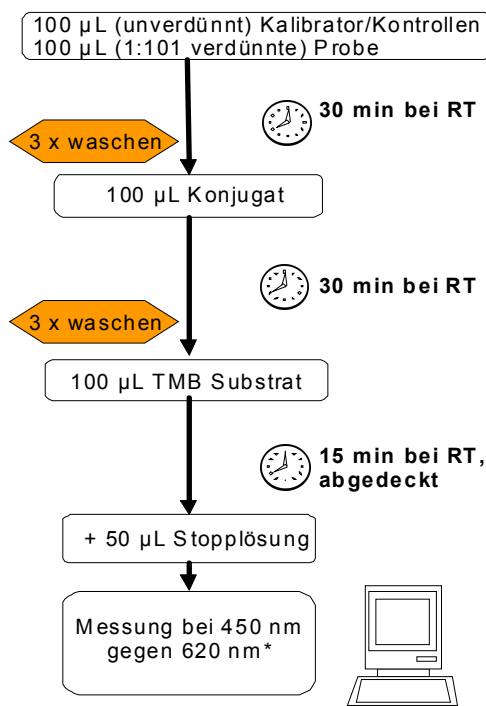 100 µL (unverdünnt) Kalibrator/Kontrollen
100 µL (1:101 verdünnte) Probe
30 min bei RT
3 x waschen
100 µL Konjugat
30 min bei RT
3 x waschen
100 µL TMB Substrat
15 min bei RT,
abgedeckt
+ 50 µL Stopplösung
Messung bei 450 nm
gegen 620 nm*